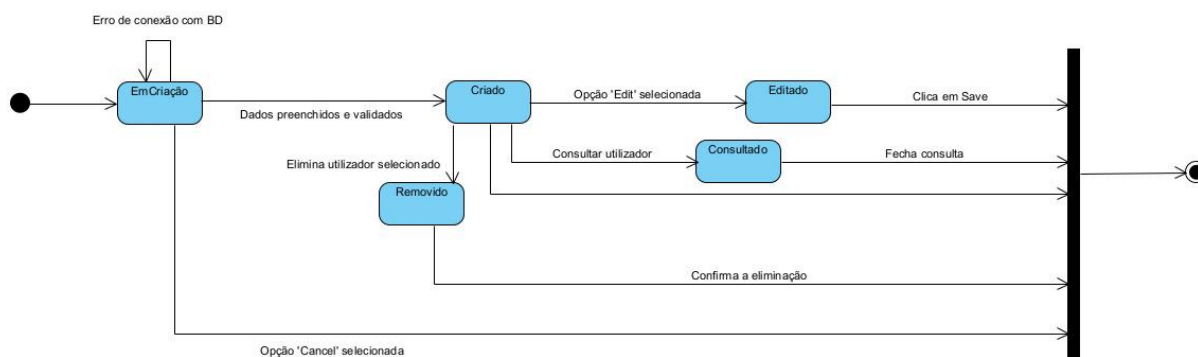 Erro de conexão com BD
EmCriação
Dados preenchidos e validados
Criado
Opção 'Edit' selecionada
Editado
Clica em Save
Elimina utilizador selecionado
Consultar utilizador
Consultado
Fecha consulta
Removido
Confirma a eliminação
Opção 'Cancel' selecionada